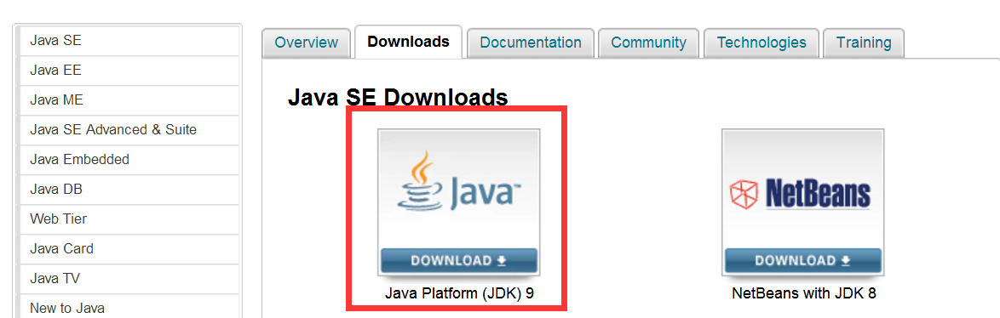 Java SE
Java EE
Java ME
Java SE Advanced & Suite
Java Embedded
Java DB
Web Tier
Java Card
Java TV
New to Java
Overview Downloads Documentation Community Technologies Training
Java SE Downloads
Java™
DOWNLOAD
Java Platform (JDK) 9
NetBeans
DOWNLOAD
NetBeans with JDK 8